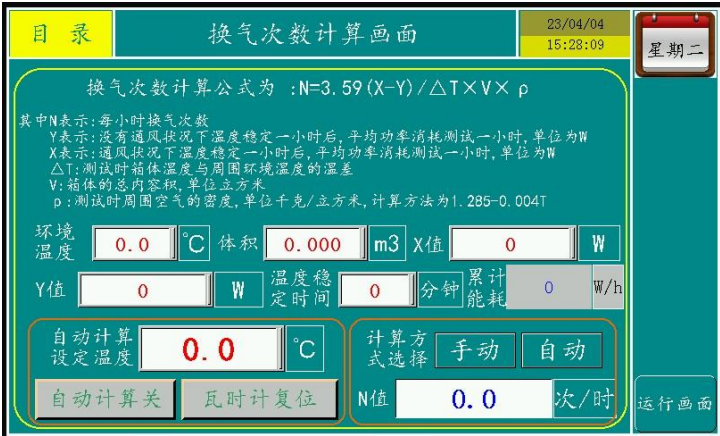 目 录
换气次数计算画面
23/04/04
15:28:09
星期二
换气次数计算公式为 :N=3.59(X-Y)/△T×V× ρ
其中N表示:每小时换气次数
Y表示:没有通风状况下温度稳定一小时后,平均功率消耗测试一小时,单位为W
X表示:通风状况下温度稳定一小时后,平均功率消耗测试一小时,单位为W
△T:测试时箱体温度与周围环境温度的温差
V:箱体的总内容积,单位立方米
ρ:测试时周围空气的密度,单位千克/立方米,计算方法为1.285-0.004T
环境温度 0.0 °C 体积 0.000 m3 X值 0 W
Y值 0 W 温度稳定时间 0 分钟 累计能耗 0 W/h
自动计算设定温度 0.0 °C
计算方式选择 手动 自动
自动计算关 瓦时计复位
N值 0.0 次/时
运行画面